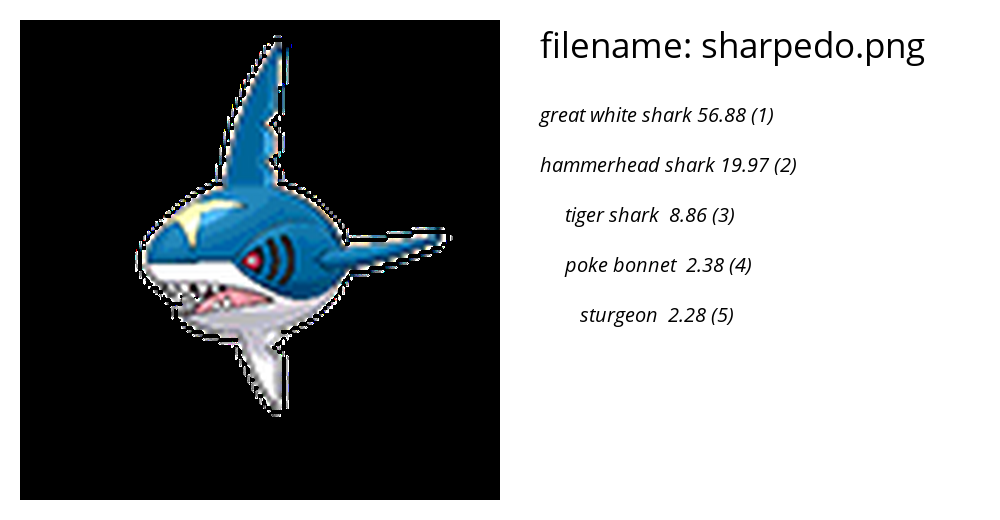 filename: sharpedo.png
great white shark 56.88 (1)
hammerhead shark 19.97 (2)
tiger shark 8.86 (3)
poke bonnet 2.38 (4)
sturgeon 2.28 (5)